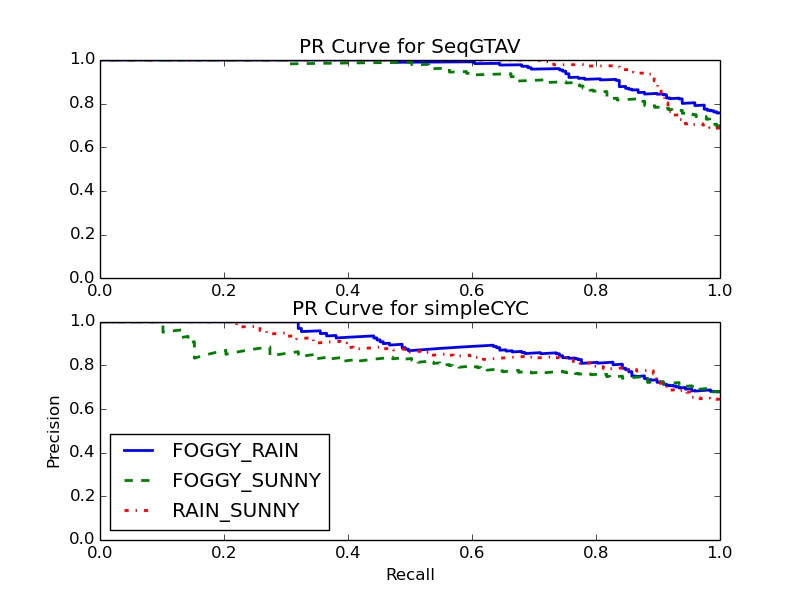 PR Curve for SeqGTAV
1.0
0.8
0.6
0.4
0.2
0.0
0.0 0.2 0.4 0.6 0.8 1.0
PR Curve for simpleCYC
1.0
0.8
0.6
0.4
0.2
0.0
Precision
FOGGY_RAIN
FOGGY_SUNNY
RAIN_SUNNY
0.0 0.2 0.4 0.6 0.8 1.0
Recall